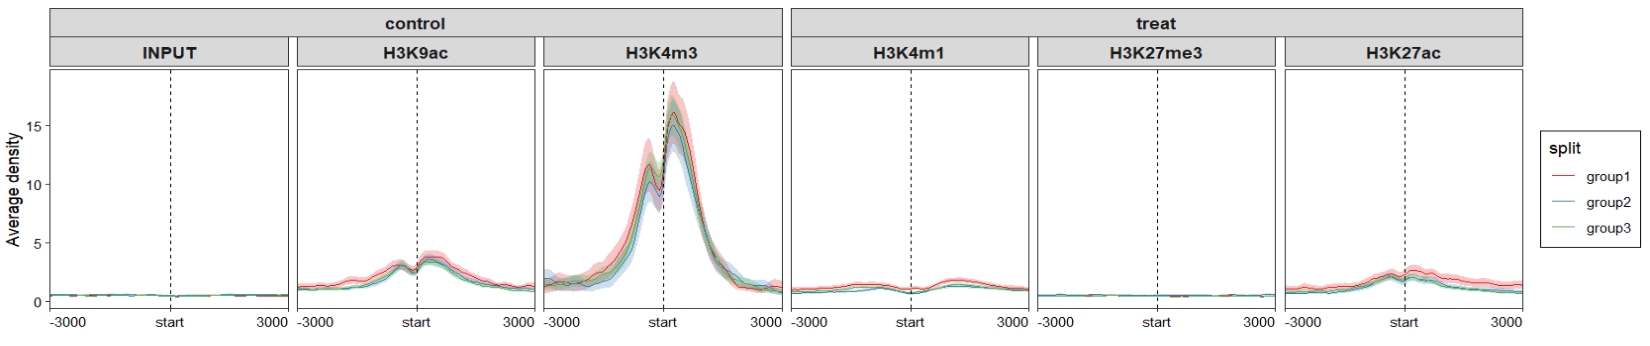 control treat
INPUT H3K9ac H3K4m3 H3K4m1 H3K27me3 H3K27ac
Average density
15
10
5
0
-3000 start 3000 -3000 start 3000 -3000 start 3000 -3000 start 3000 -3000 start 3000 -3000 start 3000
split
group1
group2
group3